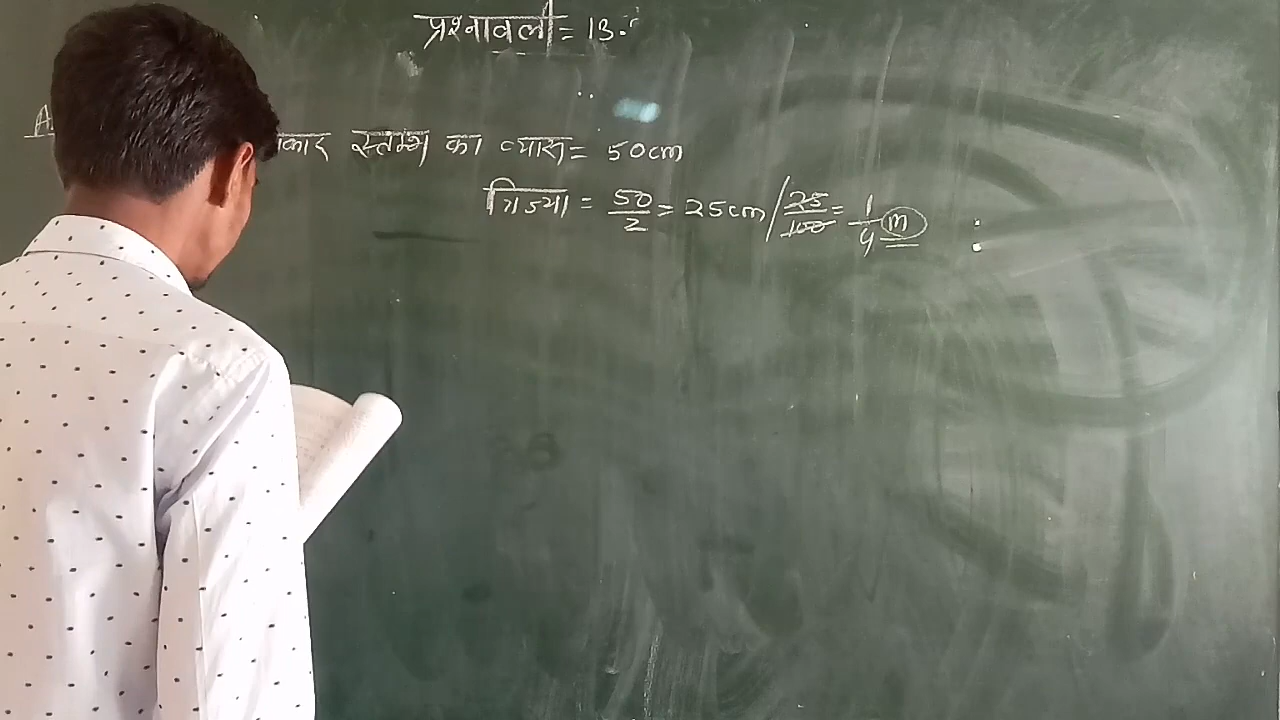 प्रश्नावली = 13.
A
कार स्तम्भ का व्यास = 50cm
त्रिज्या = 50/2 = 25cm / 25/100 = 1/4 m